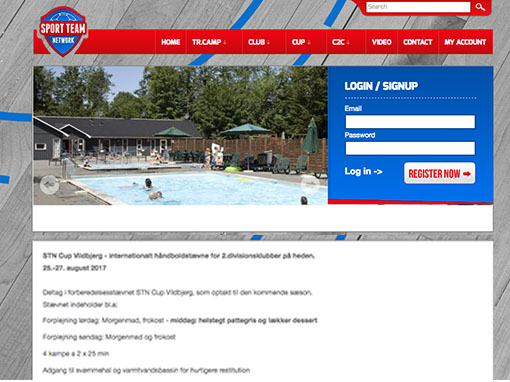 Search
SPORT TEAM
NETWORK
HOME TR.CAMP CLUB CUP C2C VIDEO CONTACT MY ACCOUNT
LOGIN / SIGNUP
Email
Password
Log in -> REGISTER NOW
STN Cup Vildbjerg - internationalt håndboldstævne for 2.divisionsklubber på heden.
25.-27. august 2017
Deltag i forberedelsesstævnet STN Cup Vildbjerg, som optakt til den kommende sæson.
Stævnet indeholder bl.a;
Forplejning lørdag: Morgenmad, frokost - middag: helstegt pattegris og lækker dessert
Forplejning søndag: Morgenmad og frokost
4 kampe a 2 x 25 min
Adgang til svømmehal og varmtvandsbassin for hurtigere restitution